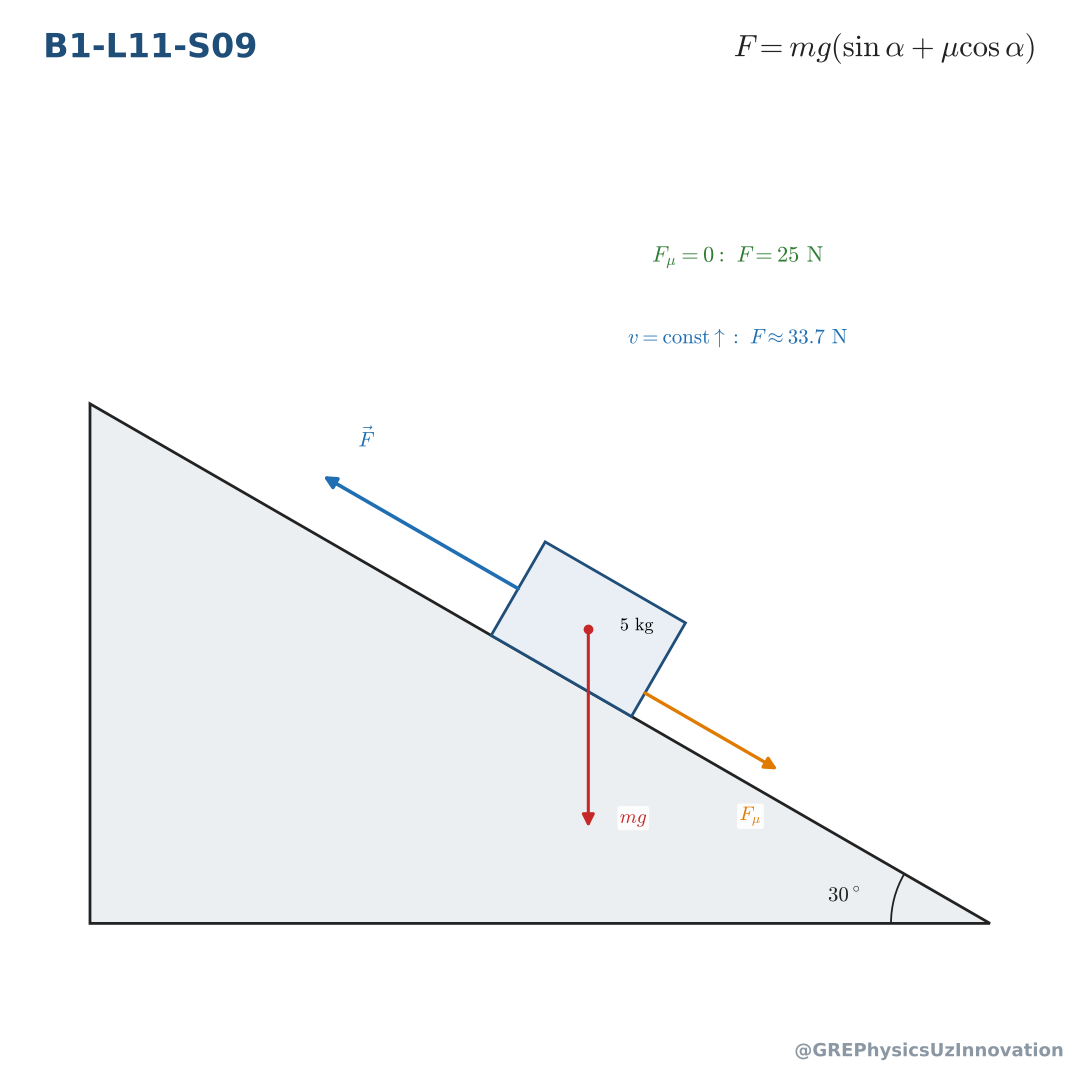 B1-L11-S09
F = mg(sin α + μcos α)
F_μ = 0 : F = 25 N
v = const ↑ : F ≈ 33.7 N
F⃗
5 kg
mg
F_μ
30°
@GREPhysicsUzInnovation